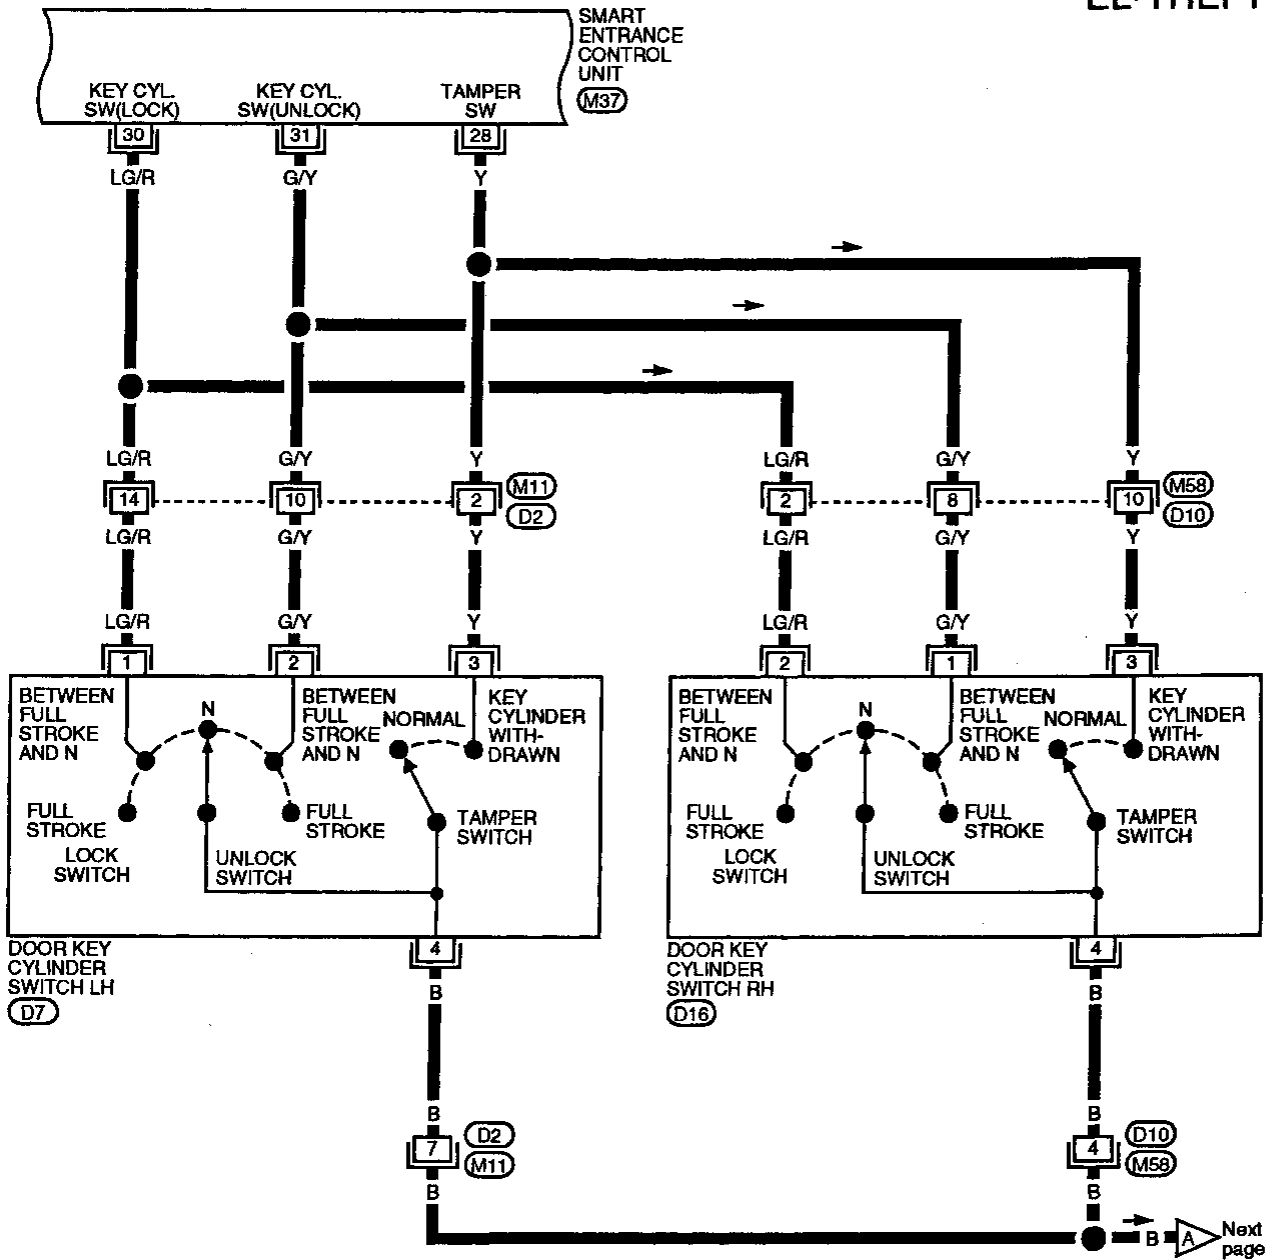 SMART
ENTRANCE
CONTROL
UNIT
M37
KEY CYL.
SW(LOCK)
KEY CYL.
SW(UNLOCK)
TAMPER
SW
30 31 28
LG/R G/Y Y
LG/R G/Y Y LG/R G/Y Y
14 10 2 M11 2 8 10 M58
D2 D10
LG/R G/Y Y LG/R G/Y Y
LG/R G/Y Y LG/R G/Y Y
1 2 3 2 1 3
BETWEEN
FULL
STROKE
AND N
N
BETWEEN
FULL
STROKE
AND N
NORMAL
KEY
CYLINDER
WITH-
DRAWN
FULL
STROKE
LOCK
SWITCH
UNLOCK
SWITCH
FULL
STROKE
TAMPER
SWITCH
BETWEEN
FULL
STROKE
AND N
N
BETWEEN
FULL
STROKE
AND N
NORMAL
KEY
CYLINDER
WITH-
DRAWN
FULL
STROKE
LOCK
SWITCH
UNLOCK
SWITCH
FULL
STROKE
TAMPER
SWITCH
DOOR KEY
CYLINDER
SWITCH LH
D7
4
B
DOOR KEY
CYLINDER
SWITCH RH
D16
4
B
B B
7 D2 4 D10
M11 M58
B B
B A Next
page